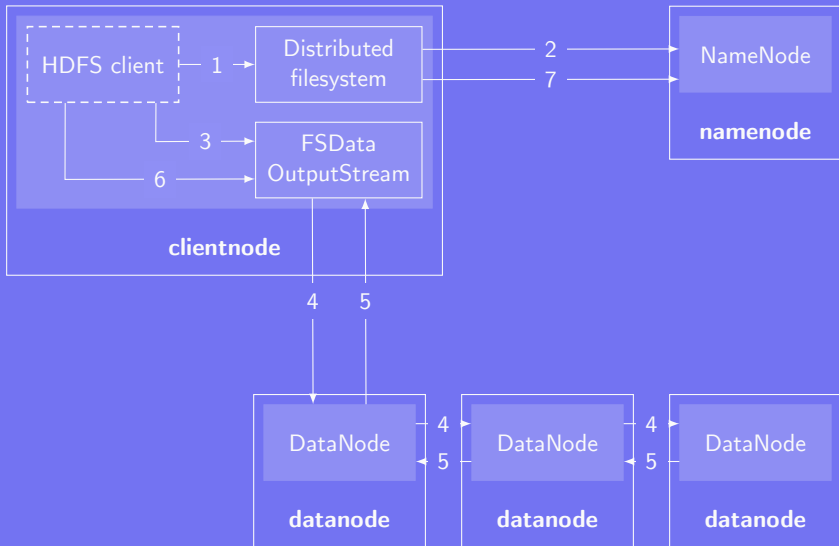 HDFS client
1
Distributed
filesystem
2
7
NameNode
namenode
3
6
FSData
OutputStream
clientnode
4
5
DataNode
4
5
DataNode
4
5
DataNode
datanode
datanode
datanode